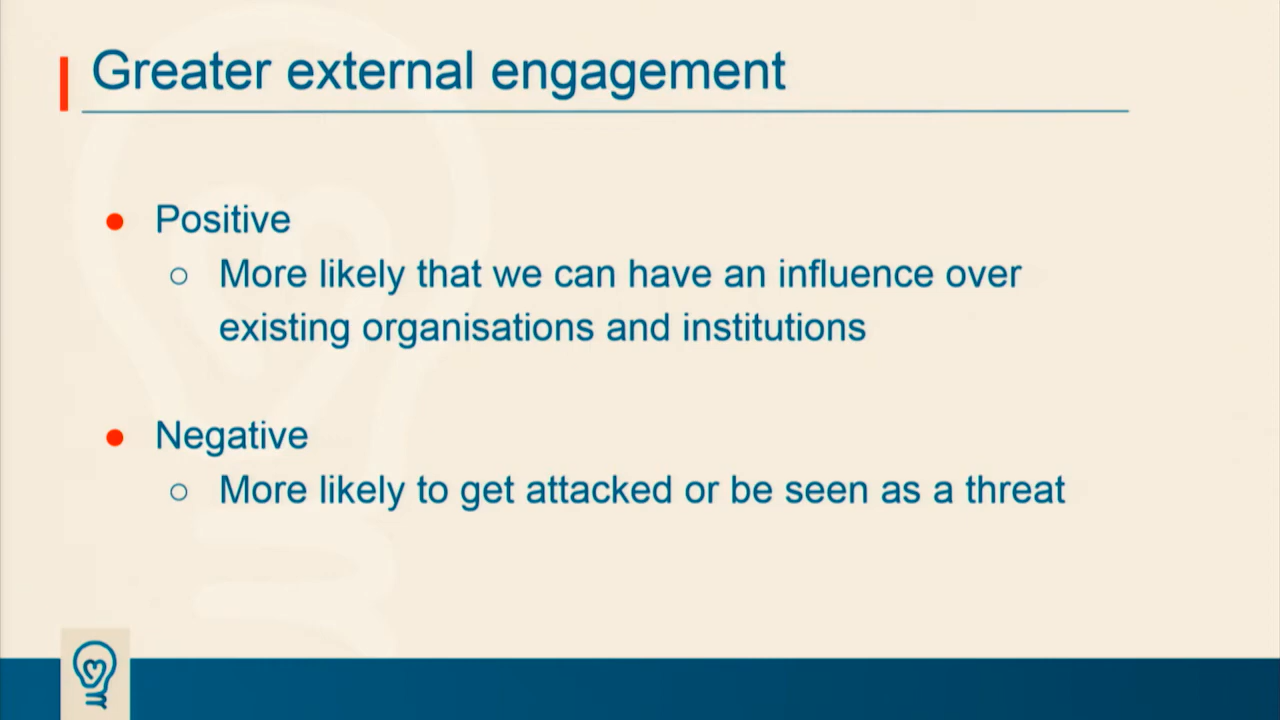 Greater external engagement
Positive
More likely that we can have an influence over
existing organisations and institutions
Negative
More likely to get attacked or be seen as a threat